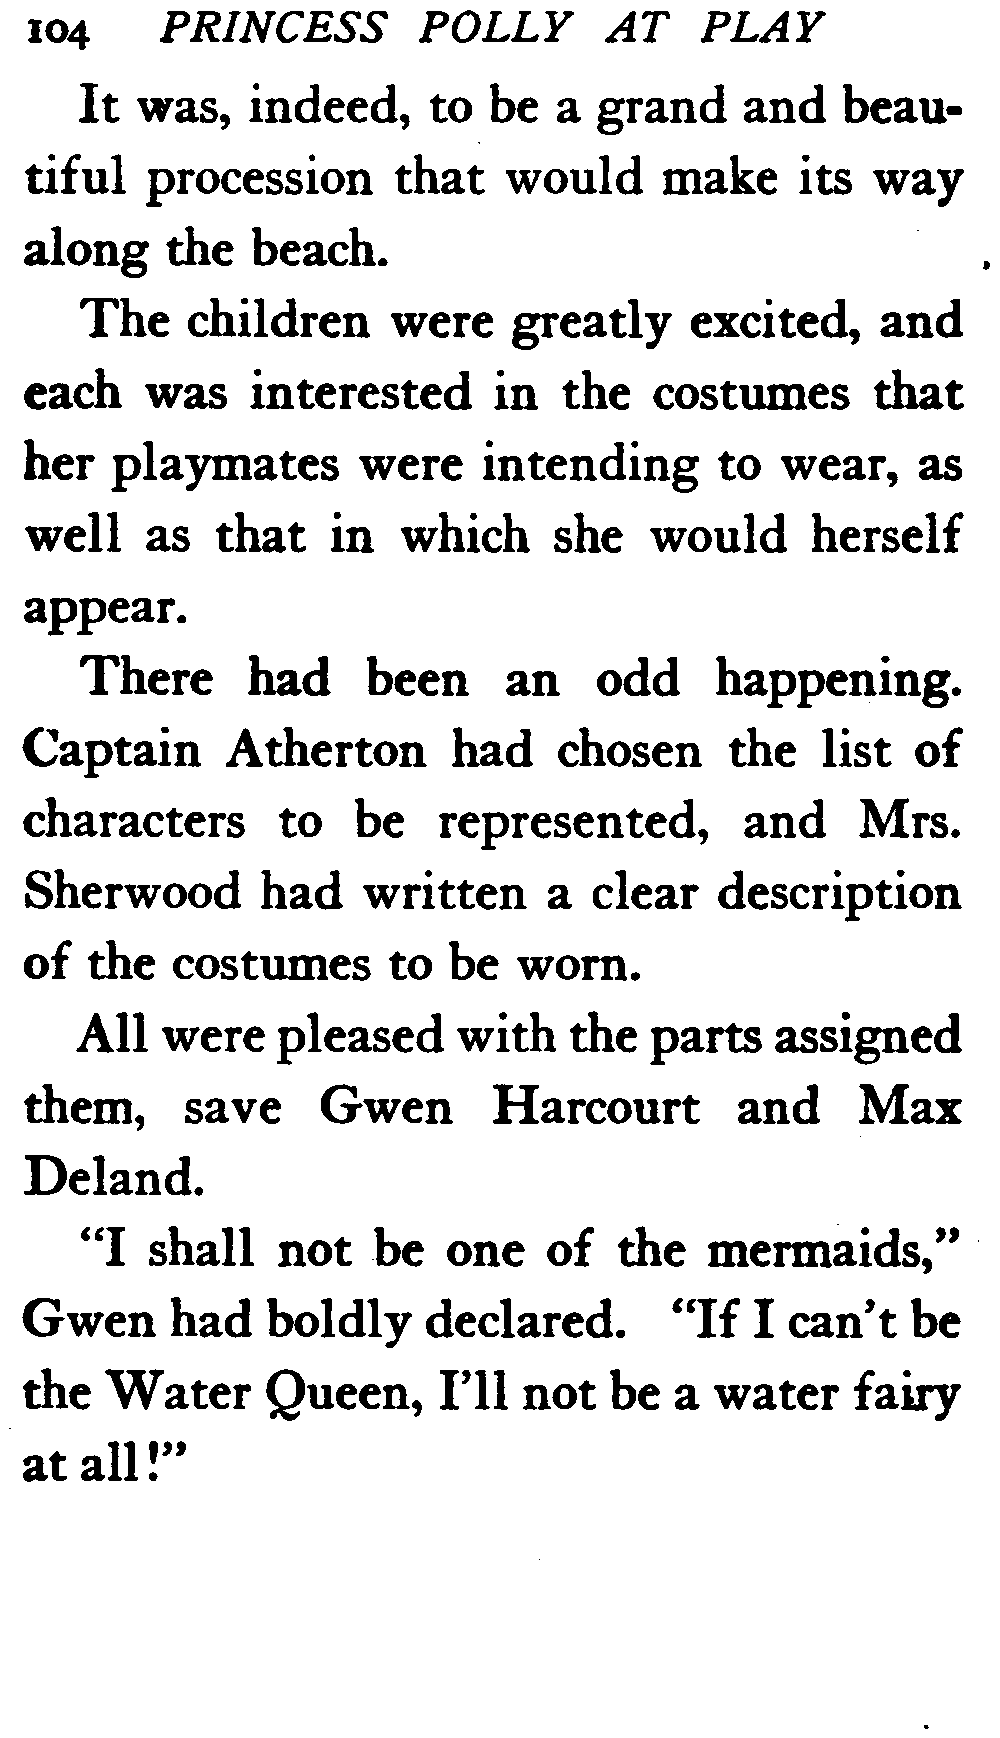 104 PRINCESS POLLY AT PLAY
It was, indeed, to be a grand and beau-
tiful procession that would make its way
along the beach.
The children were greatly excited, and
each was interested in the costumes that
her playmates were intending to wear, as
well as that in which she would herself
appear.
There had been an odd happening.
Captain Atherton had chosen the list of
characters to be represented, and Mrs.
Sherwood had written a clear description
of the costumes to be worn.
All were pleased with the parts assigned
them, save Gwen Harcourt and Max
Deland.
“I shall not be one of the mermaids,”
Gwen had boldly declared. “If I can’t be
the Water Queen, I’ll not be a water fairy
at all!”